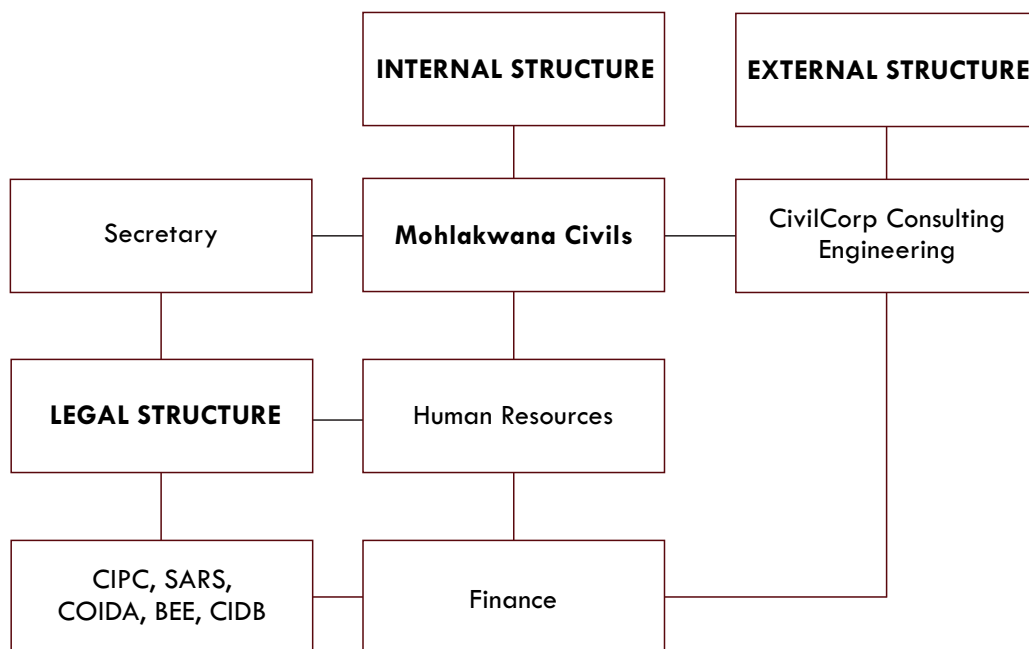 INTERNAL STRUCTURE
EXTERNAL STRUCTURE
Secretary
Mohlakwana Civils
CivilCorp Consulting
Engineering
LEGAL STRUCTURE
Human Resources
CIPC, SARS,
COIDA, BEE, CIDB
Finance